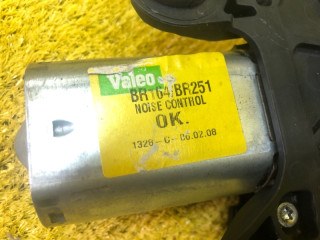 Valeo
BR164/BR251
NOISE CONTROL
OK.
1326-C-06.02.08